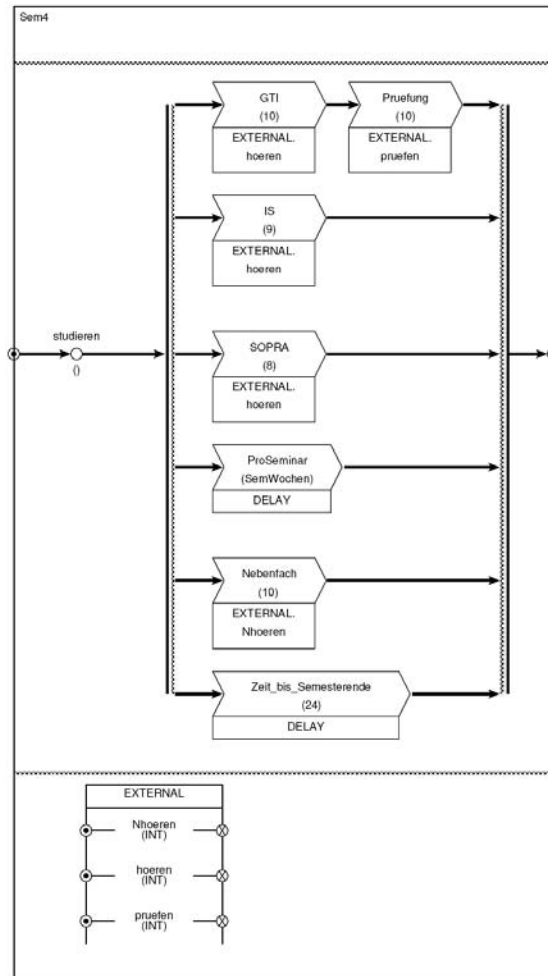 Sem4
GTI
(10)
EXTERNAL.
hoeren
Pruefung
(10)
EXTERNAL.
pruefen
IS
(9)
EXTERNAL.
hoeren
studieren
()
SOPRA
(8)
EXTERNAL.
hoeren
ProSeminar
(SemWochen)
DELAY
Nebenfach
(10)
EXTERNAL.
Nhoeren
Zeit_bis_Semesterende
(24)
DELAY
EXTERNAL
Nhoeren
(INT)
hoeren
(INT)
pruefen
(INT)